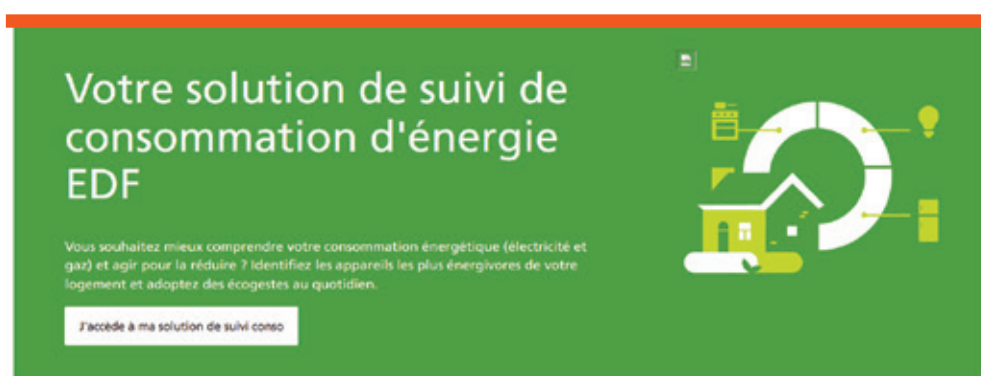 Votre solution de suivi de
consommation d'énergie
EDF
Vous souhaitez mieux comprendre votre consommation énergétique (électricité et
gaz) et agir pour la réduire ? Identifiez les appareils les plus énergivores de votre
logement et adoptez des écogestes au quotidien.
J'accède à ma solution de suivi conso